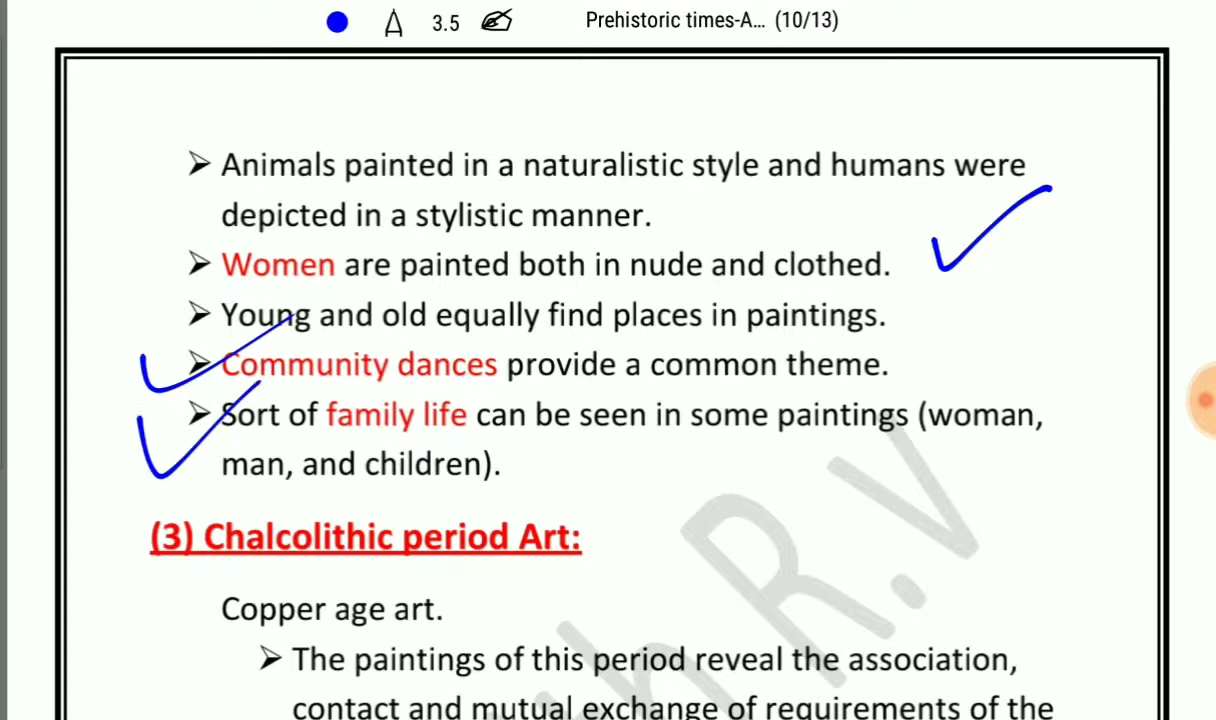 3.5 Prehistoric times-A... (10/13)
➢ Animals painted in a naturalistic style and humans were
depicted in a stylistic manner.
➢ Women are painted both in nude and clothed.
➢ Young and old equally find places in paintings.
➢ Community dances provide a common theme.
➢ Sort of family life can be seen in some paintings (woman,
man, and children).
(3) Chalcolithic period Art:
Copper age art.
➢ The paintings of this period reveal the association,
contact and mutual exchange of requirements of the
h R.V